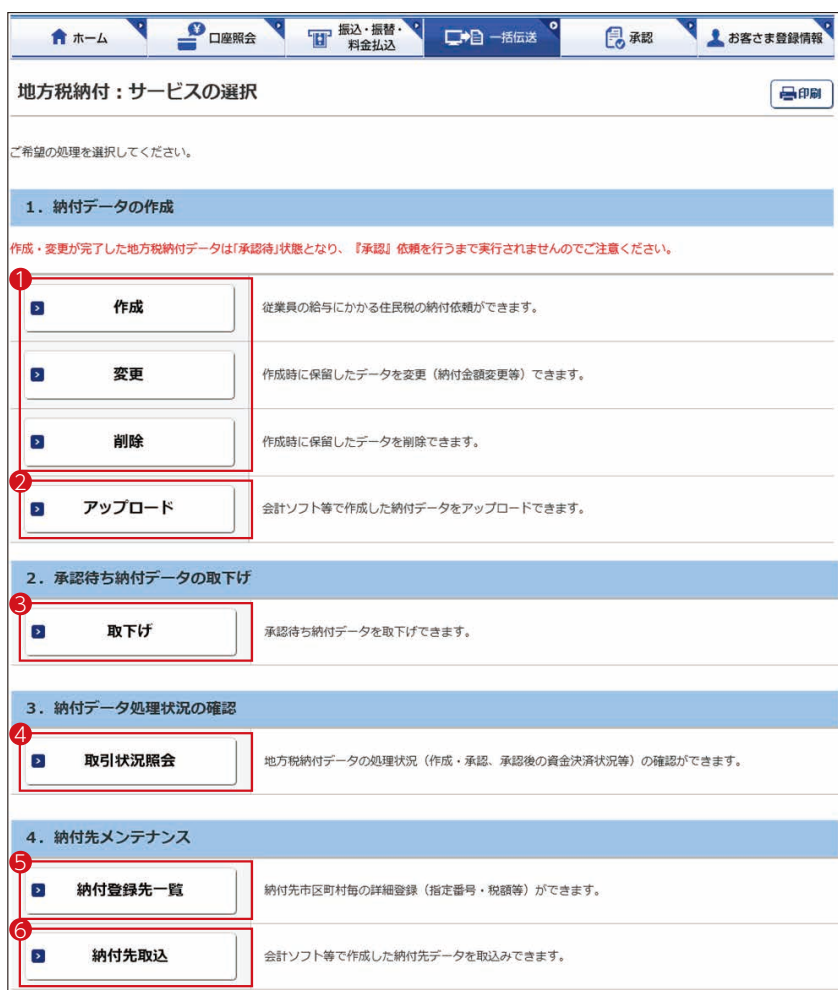 ホーム
¥
口座照会
振込・振替・
料金払込
一括伝送
承認
お客さま登録情報
地方税納付：サービスの選択
印刷
ご希望の処理を選択してください。
1．納付データの作成
作成・変更が完了した地方税納付データは「承認待」状態となり、『承認』依頼を行うまで実行されませんのでご注意ください。
1
作成
従業員の給与にかかる住民税の納付依頼ができます。
変更
作成時に保留したデータを変更（納付金額変更等）できます。
削除
作成時に保留したデータを削除できます。
2
アップロード
会計ソフト等で作成した納付データをアップロードできます。
2．承認待ち納付データの取下げ
3
取下げ
承認待ち納付データを取下げできます。
3．納付データ処理状況の確認
4
取引状況照会
地方税納付データの処理状況（作成・承認、承認後の資金決済状況等）の確認ができます。
4．納付先メンテナンス
5
納付登録先一覧
納付先市区町村毎の詳細登録（指定番号・税額等）ができます。
6
納付先取込
会計ソフト等で作成した納付先データを取込みできます。